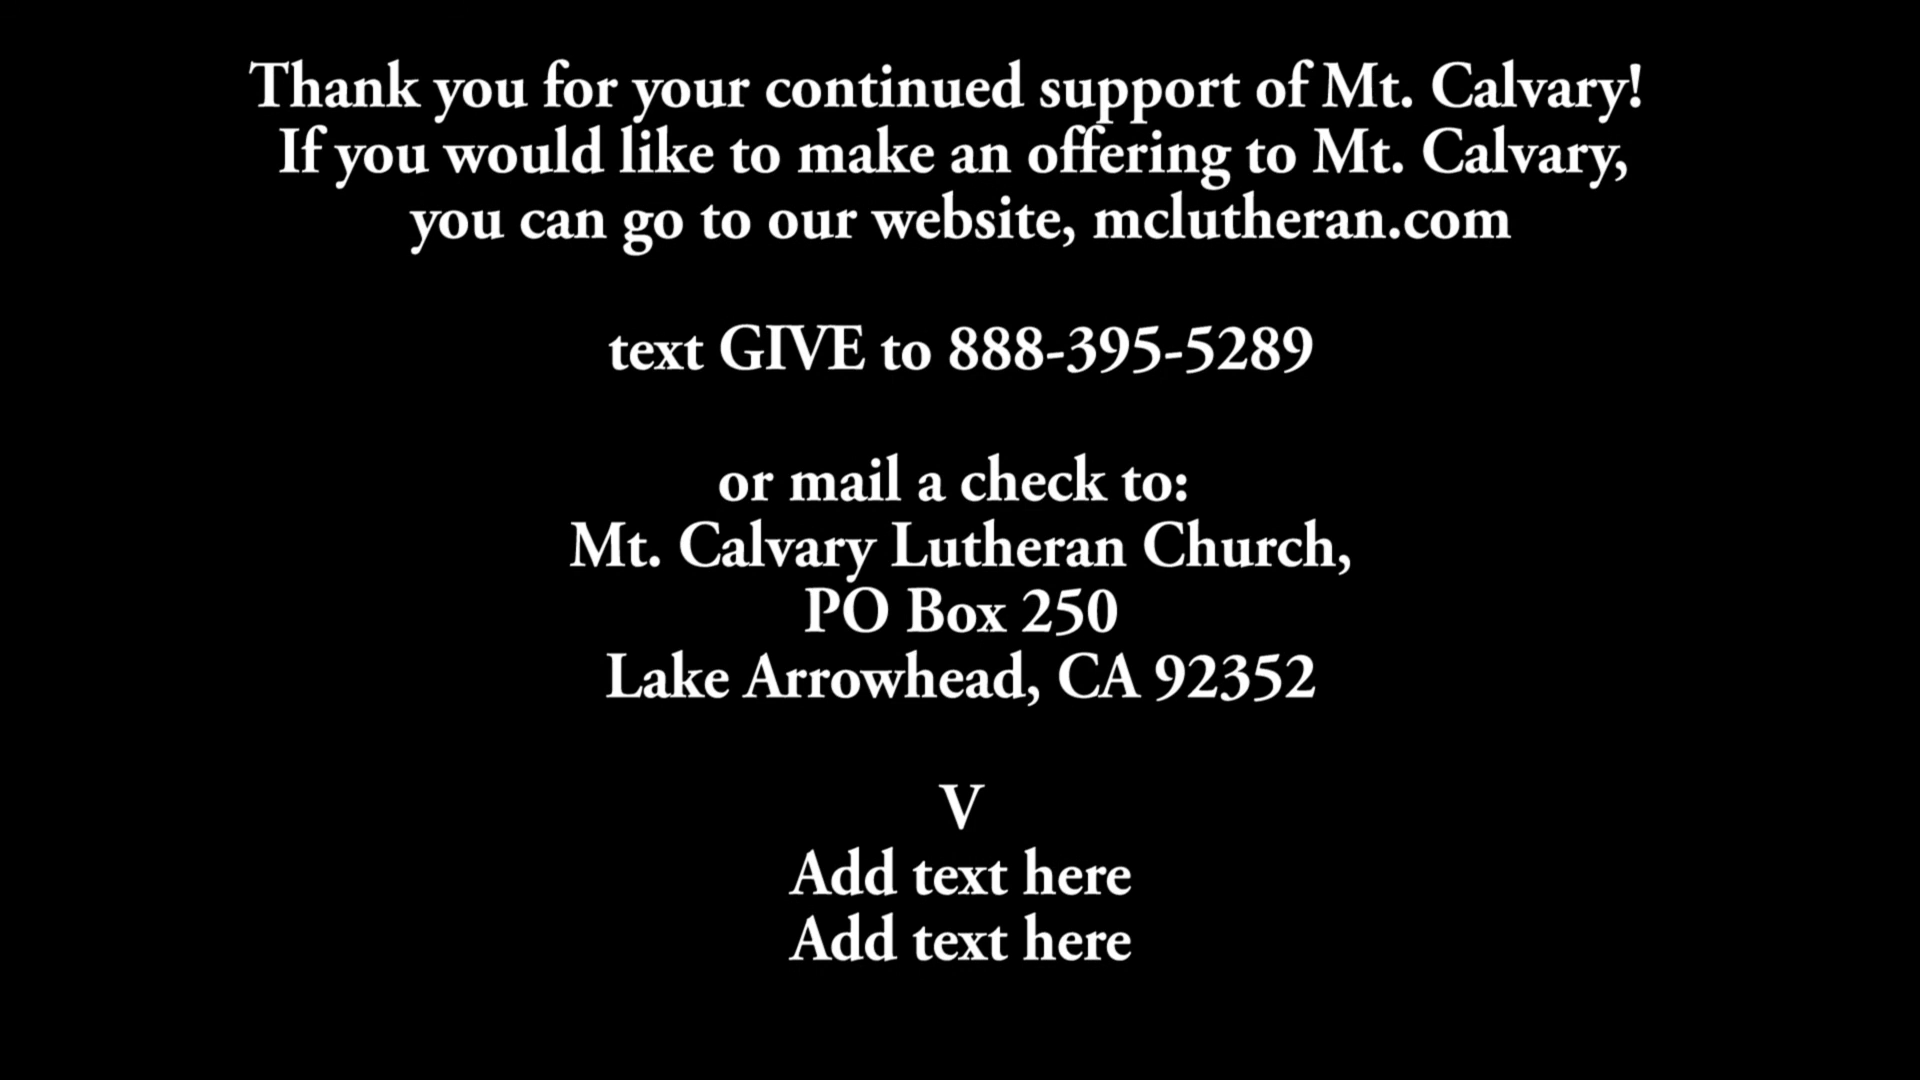 Thank you for your continued support of Mt. Calvary!
If you would like to make an offering to Mt. Calvary,
you can go to our website, mclutheran.com
text GIVE to 888-395-5289
or mail a check to:
Mt. Calvary Lutheran Church,
PO Box 250
Lake Arrowhead, CA 92352
V
Add text here
Add text here